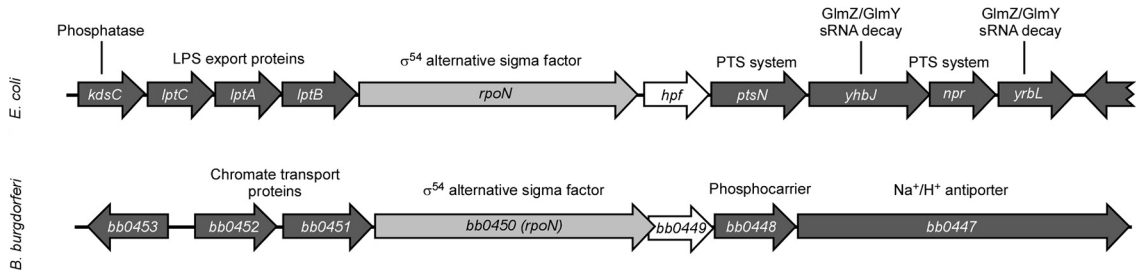 Phosphatase
LPS export proteins
σ54 alternative sigma factor
PTS system
GlmZ/GlmY
sRNA decay
PTS system
GlmZ/GlmY
sRNA decay
E. coli
kdsC lptC lptA lptB rpoN hpf ptsN yhbJ npr yrbL
Chromate transport
proteins
σ54 alternative sigma factor
Phosphocarrier
Na+/H+ antiporter
B. burgdorferi
bb0453 bb0452 bb0451 bb0450 (rpoN) bb0449 bb0448 bb0447